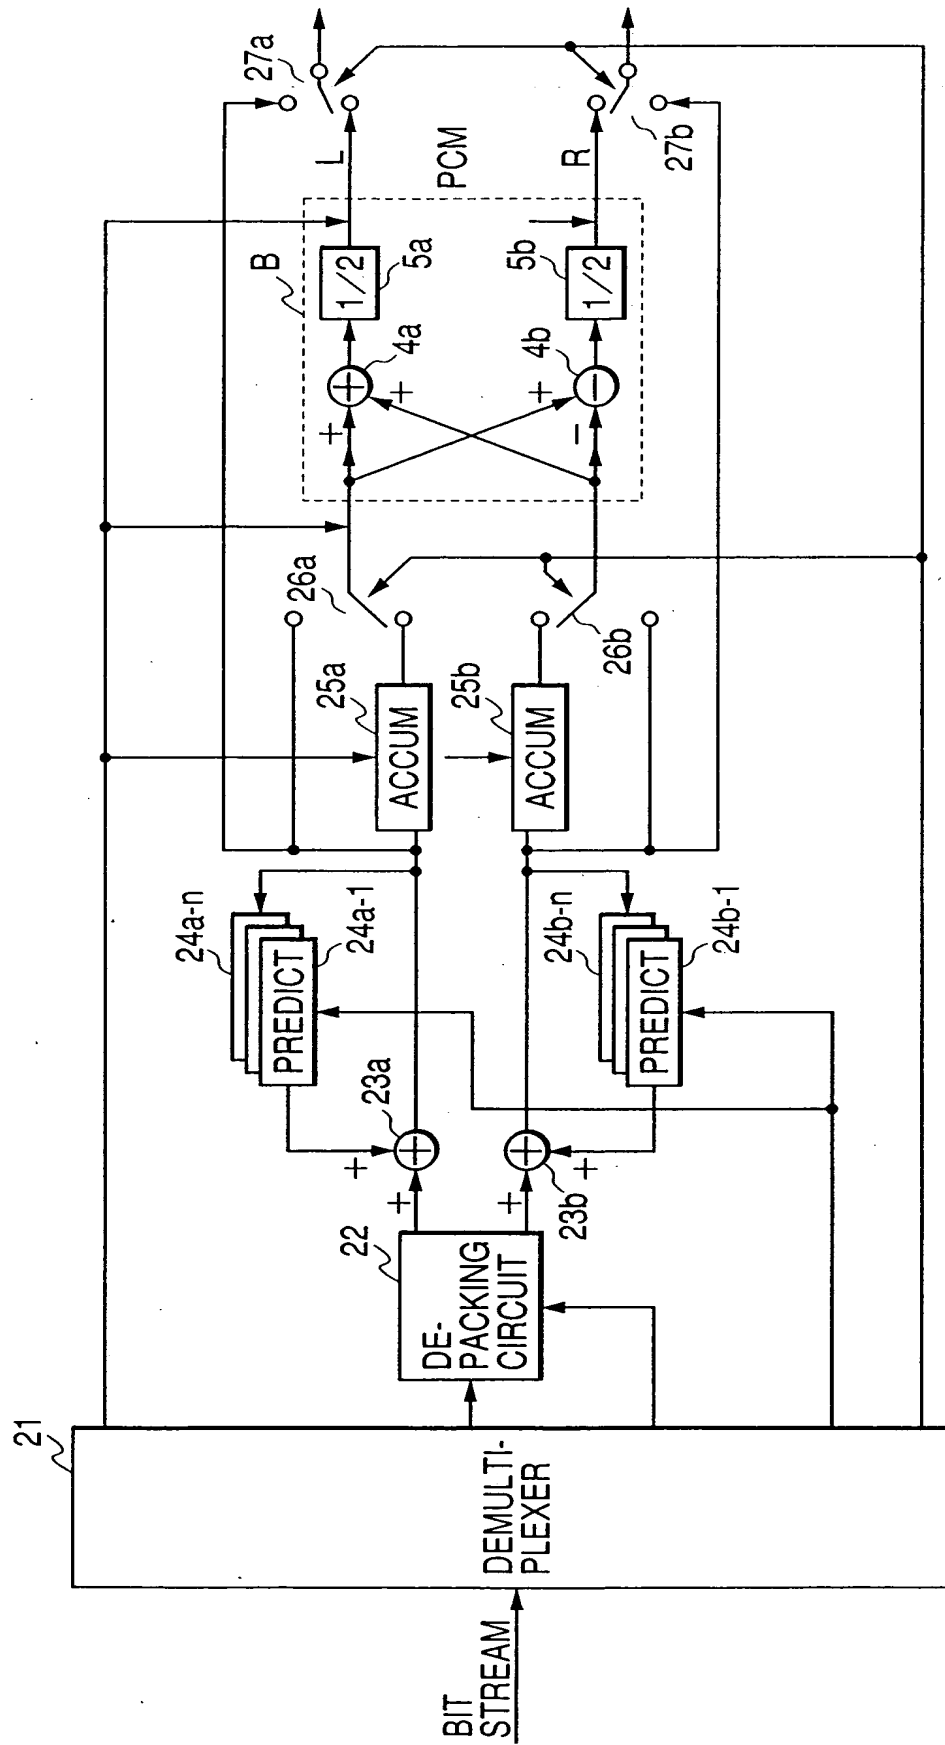 BIT
STREAM
21
DEMULTI-
PLEXER
22
DE-
PACKING
CIRCUIT
+
+
+
+
23a
23b
24a-n
PREDICT
24a-1
24b-n
PREDICT
24b-1
25a
ACCUM
25b
ACCUM
26a
26b
B
+
+
4a
1/2
5a
+
-
4b
1/2
5b
L
PCM
R
27a
27b